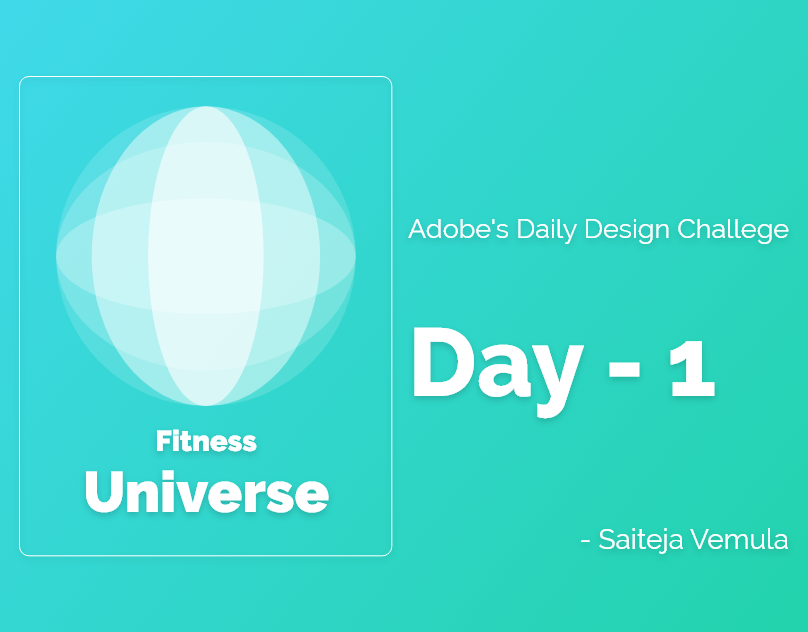 Fitness
Universe
Adobe's Daily Design Challege
Day - 1
- Saiteja Vemula